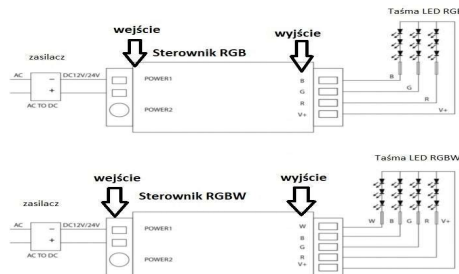 Taśma LED RGB
wejście
wyjście
zasilacz
Sterownik RGB
AC
DC12V/24V
AC TO DC
POWER1
POWER2
B
G
R
V+
B
G
R
V+
Taśma LED RGBW
wejście
wyjście
zasilacz
Sterownik RGBW
AC
DC12V/24V
AC TO DC
POWER1
POWER2
W
B
G
R
V+
W B G R V+